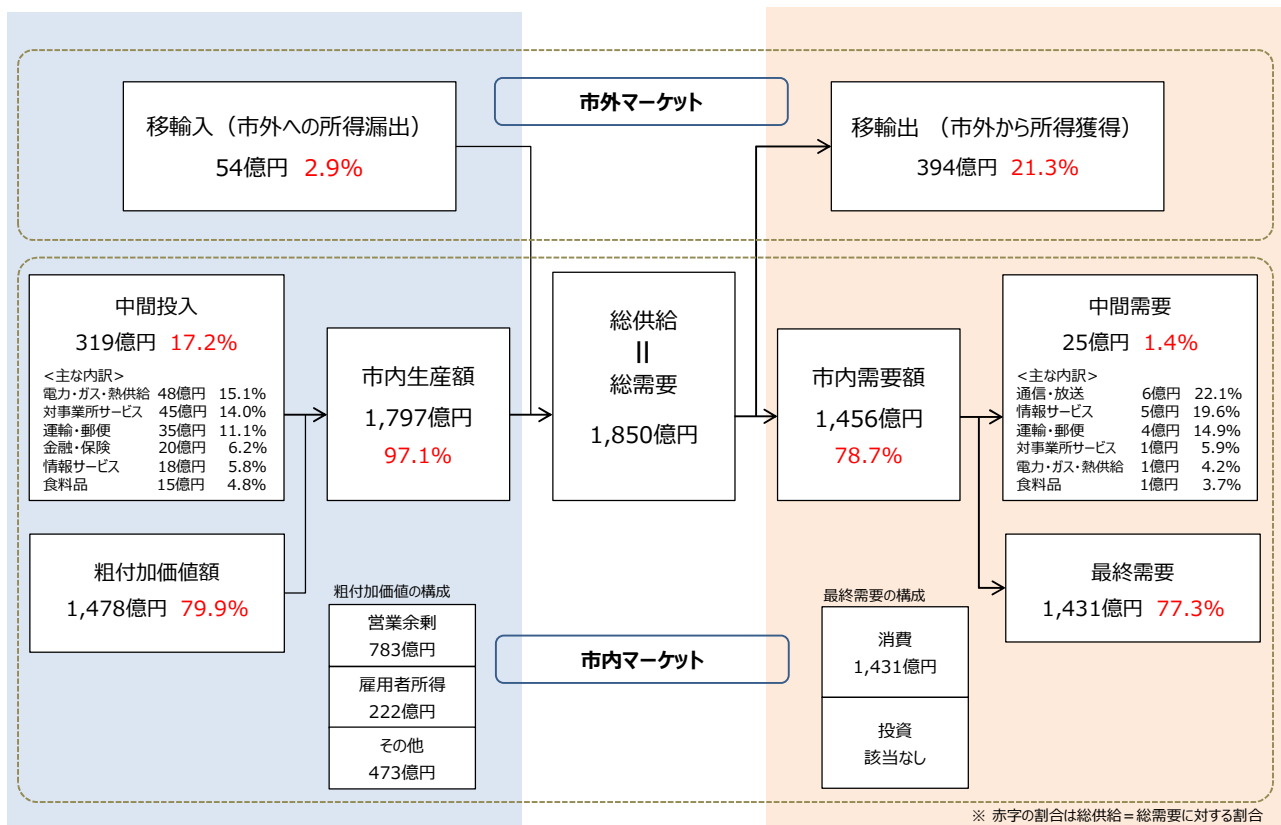 市外マーケット
移輸入（市外への所得漏出）
54億円 2.9%
移輸出 （市外から所得獲得）
394億円 21.3%
中間投入
319億円 17.2%
<主な内訳>
電力・ガス・熱供給 48億円 15.1%
対事業所サービス 45億円 14.0%
運輸・郵便 35億円 11.1%
金融・保険 20億円 6.2%
情報サービス 18億円 5.8%
食料品 15億円 4.8%
粗付加価値額
1,478億円 79.9%
市内生産額
1,797億円
97.1%
粗付加価値の構成
営業余剰
783億円
雇用者所得
222億円
その他
473億円
総供給
||
総需要
1,850億円
市内マーケット
市内需要額
1,456億円
78.7%
最終需要の構成
消費
1,431億円
投資
該当なし
中間需要
25億円 1.4%
<主な内訳>
通信・放送 6億円 22.1%
情報サービス 5億円 19.6%
運輸・郵便 4億円 14.9%
対事業所サービス 1億円 5.9%
電力・ガス・熱供給 1億円 4.2%
食料品 1億円 3.7%
最終需要
1,431億円 77.3%
※ 赤字の割合は総供給＝総需要に対する割合